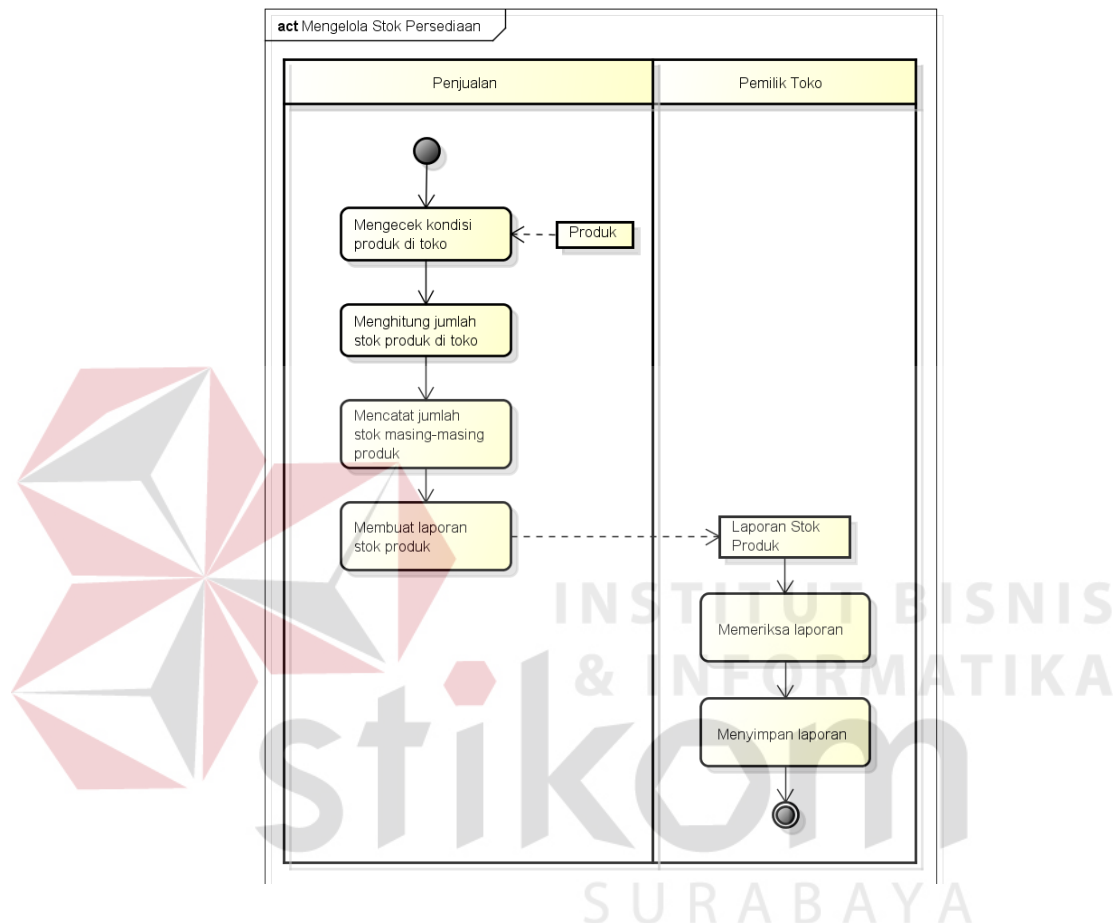 act Mengelola Stok Persediaan
Penjualan
Pemilik Toko
Mengecek kondisi
produk di toko
Produk
Menghitung jumlah
stok produk di toko
Mencatat jumlah
stok masing-masing
produk
Membuat laporan
stok produk
Laporan Stok
Produk
INSTITUT BISNIS
Memeriksa laporan
& INFORMATIKA
stikom
Menyimpan laporan
SURABAYA